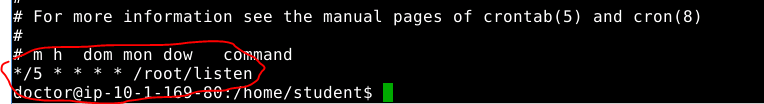 #
# For more information see the manual pages of crontab(5) and cron(8)
#
# m h  dom mon dow   command
*/5 * * * * /root/listen
doctor@ip-10-1-169-80:/home/student$